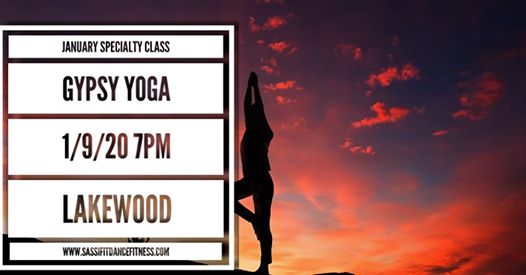 JANUARY SPECIALTY CLASS
GYPSY YOGA
1/9/20 7PM
LAKEWOOD
WWW.SASSIFITDANCEFITNESS.COM